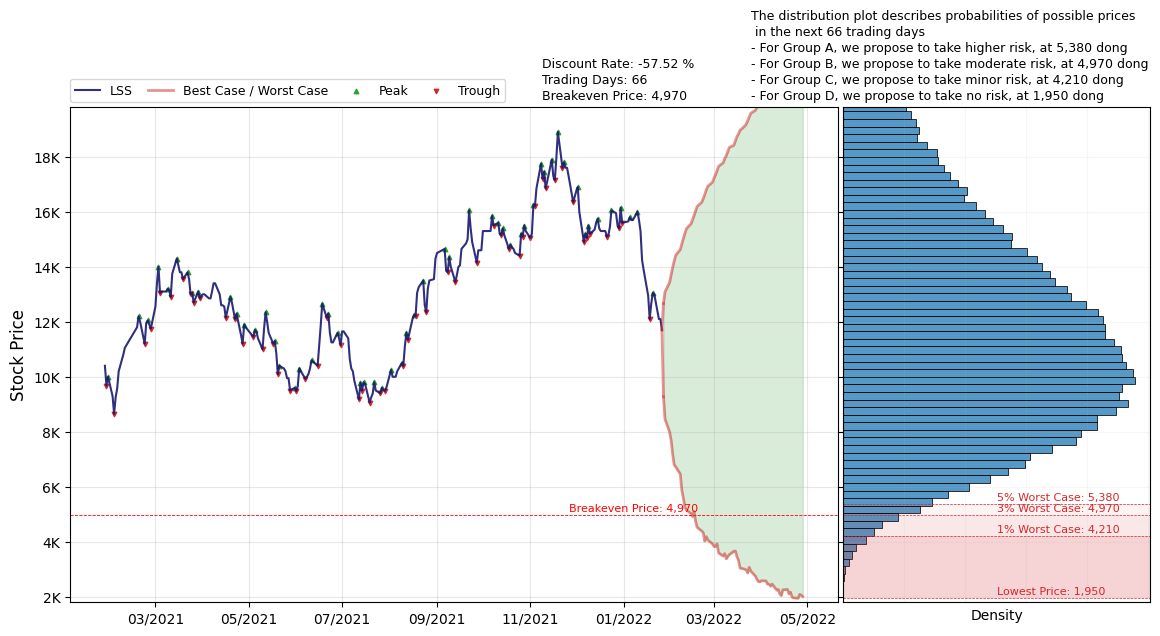 The distribution plot describes probabilities of possible prices
in the next 66 trading days
- For Group A, we propose to take higher risk, at 5,380 dong
- For Group B, we propose to take moderate risk, at 4,970 dong
- For Group C, we propose to take minor risk, at 4,210 dong
- For Group D, we propose to take no risk, at 1,950 dong
Discount Rate: -57.52 %
Trading Days: 66
Breakeven Price: 4,970
LSS Best Case / Worst Case Peak Trough
Stock Price
18K
16K
14K
12K
10K
8K
6K
4K
2K
Breakeven Price: 4,970
03/2021 05/2021 07/2021 09/2021 11/2021 01/2022 03/2022 05/2022
5% Worst Case: 5,380
3% Worst Case: 4,970
1% Worst Case: 4,210
Lowest Price: 1,950
Density